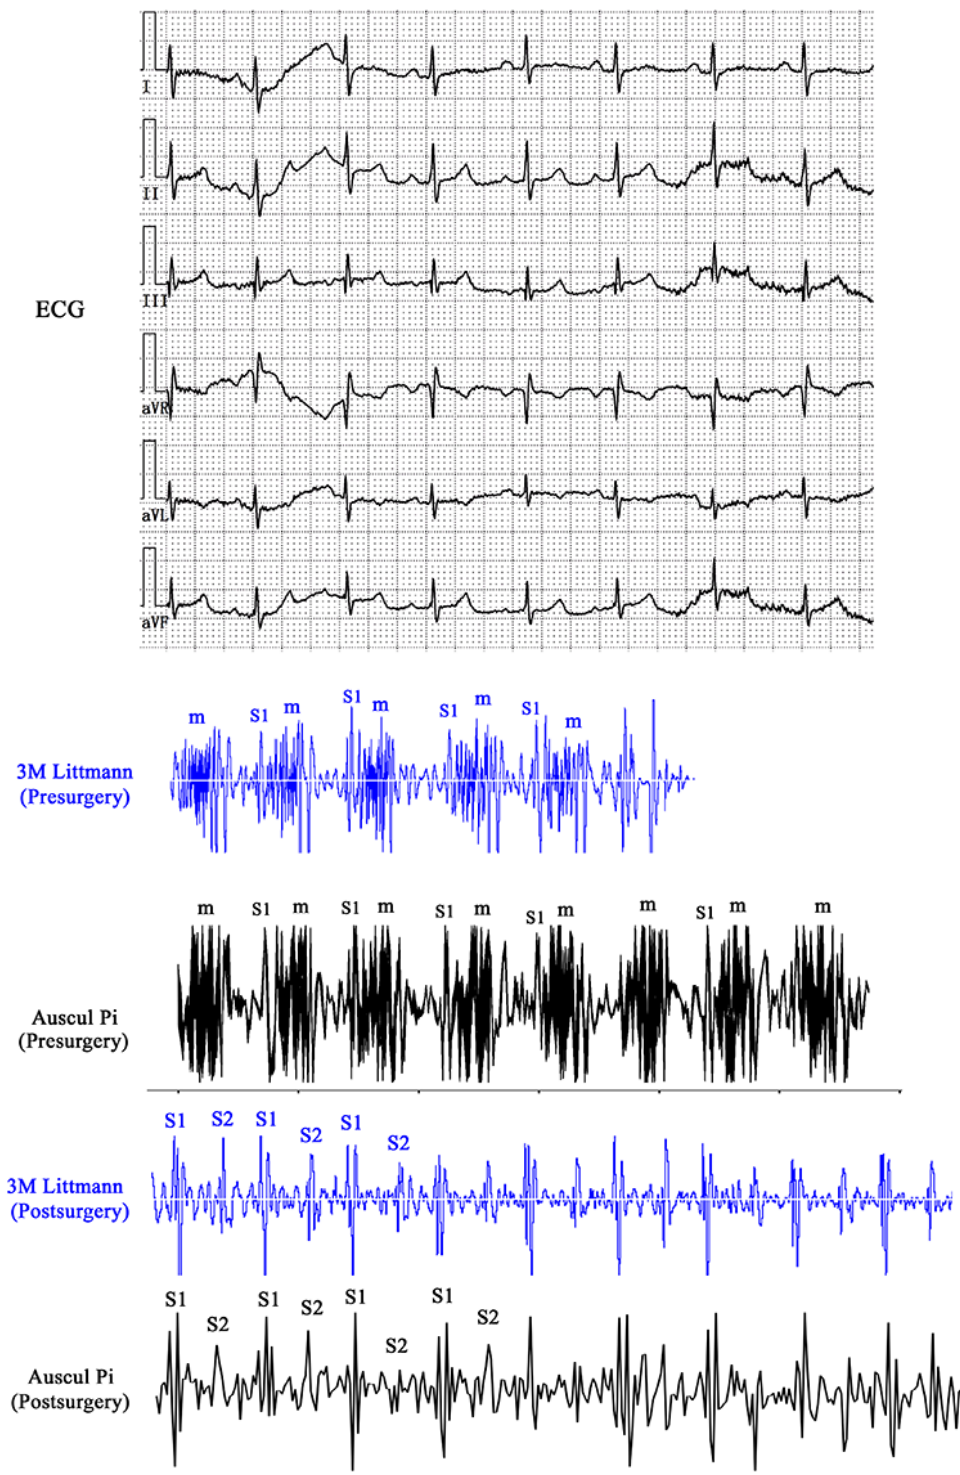 I
II
III
ECG
aVR
aVL
aVF
m S1 m S1 m S1 m S1 m
3M Littmann
(Presurgery)
m S1 m S1 m S1 m S1 m m S1 m m
Auscul Pi
(Presurgery)
S1 S2 S1 S2 S1 S2
3M Littmann
(Postsurgery)
S1 S2 S1 S2 S1 S2 S1 S2
Auscul Pi
(Postsurgery)